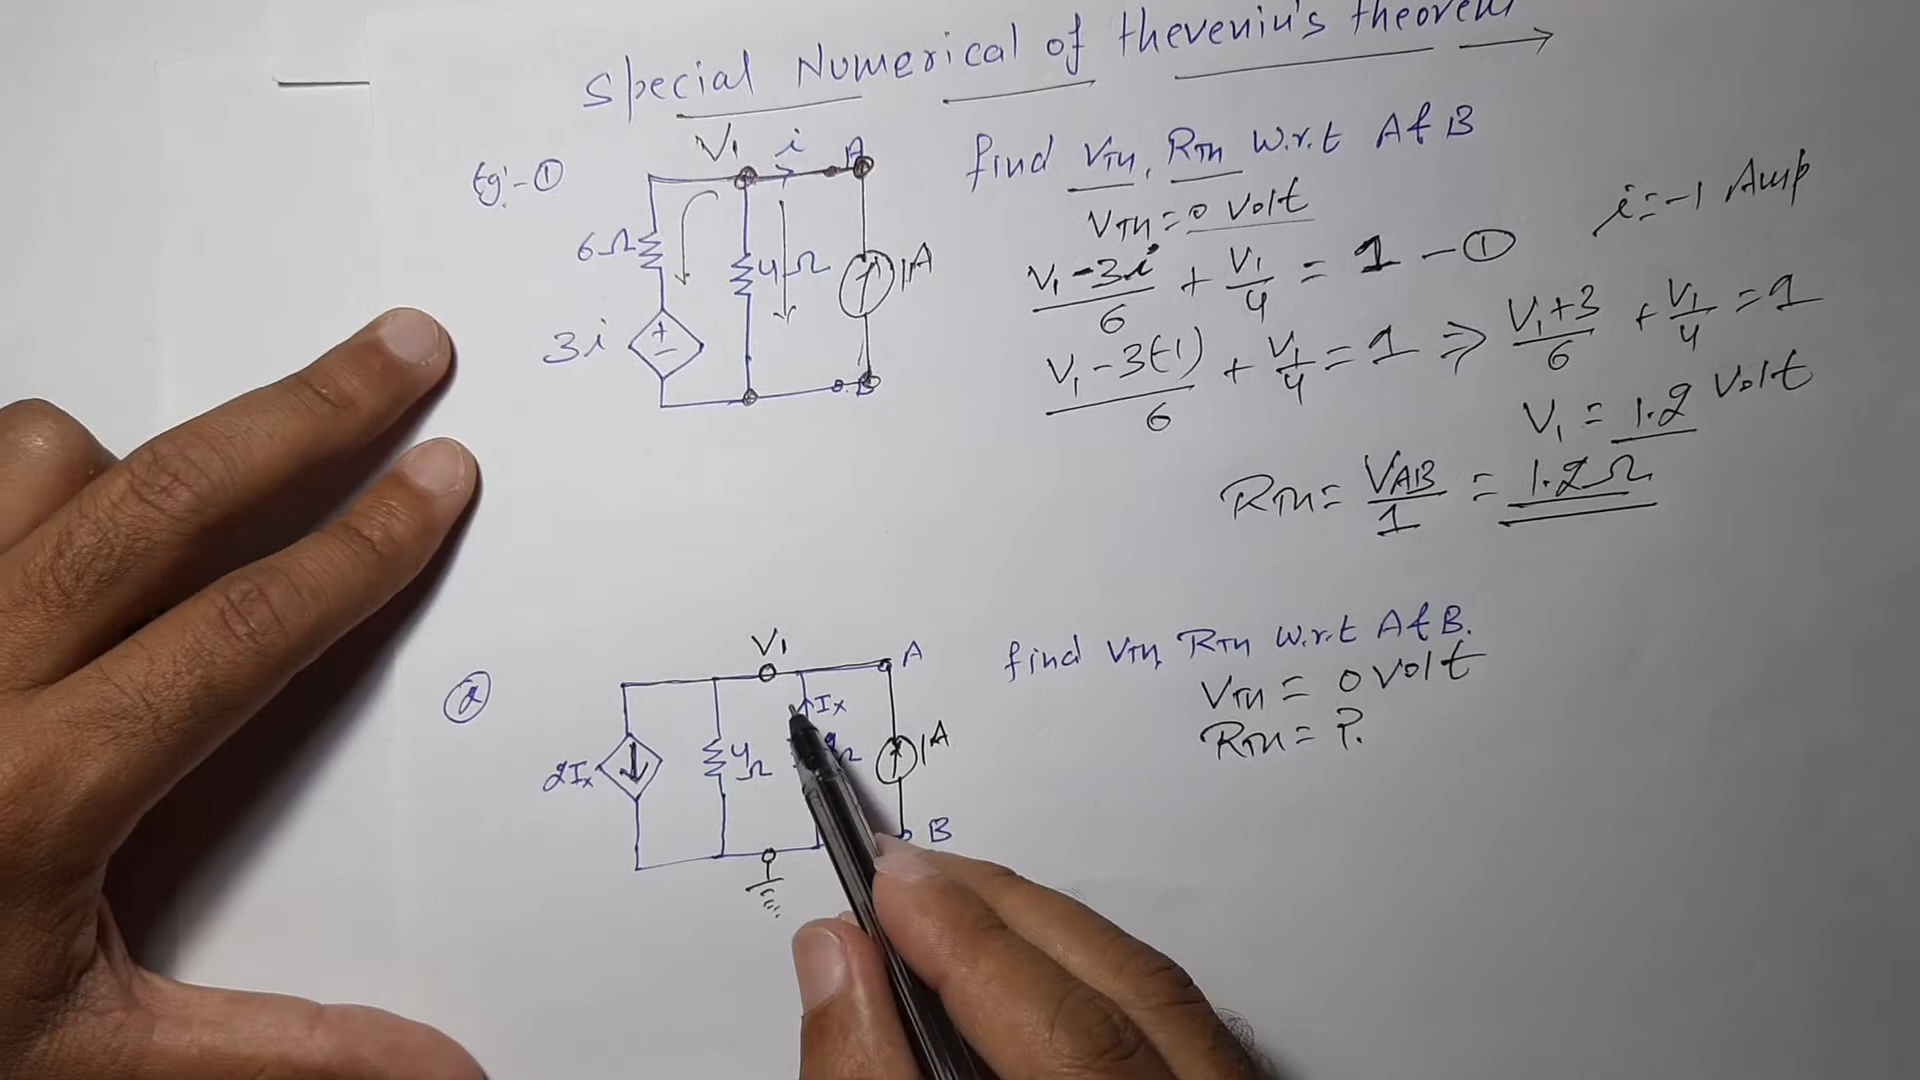 Special Numerical of thevenin's theorem
Eg:-①
V₁
i
A
6Ω
4Ω
1A
3i
B
find VTH, RTH W.r.t A & B
VTH = 0 Volt
i = -1 Amp
(V₁ - 3i)/6 + V₁/4 = 1 - ①
(V₁ - 3(-1))/6 + V₁/4 = 1 ⇒ (V₁ + 3)/6 + V₁/4 = 1
V₁ = 1.2 Volt
RTH = VAB/1 = 1.2Ω
②
V₁
A
Ix
2Ix
4Ω
1A
B
find VTH, RTH W.r.t A & B.
VTH = 0 Volt
RTH = ?.